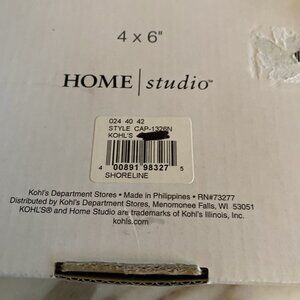 4 x 6"
HOME | studio™
024 40 42
STYLE CAP-1326N
KOHL'S
4 00891 98327 5
SHORELINE
Kohl's Department Stores • Made in Philippines • RN#73277
Distributed by Kohl's Department Stores, Menomonee Falls, WI 53051
KOHL'S® and Home Studio are trademarks of Kohl's Illinois, Inc.
kohls.com